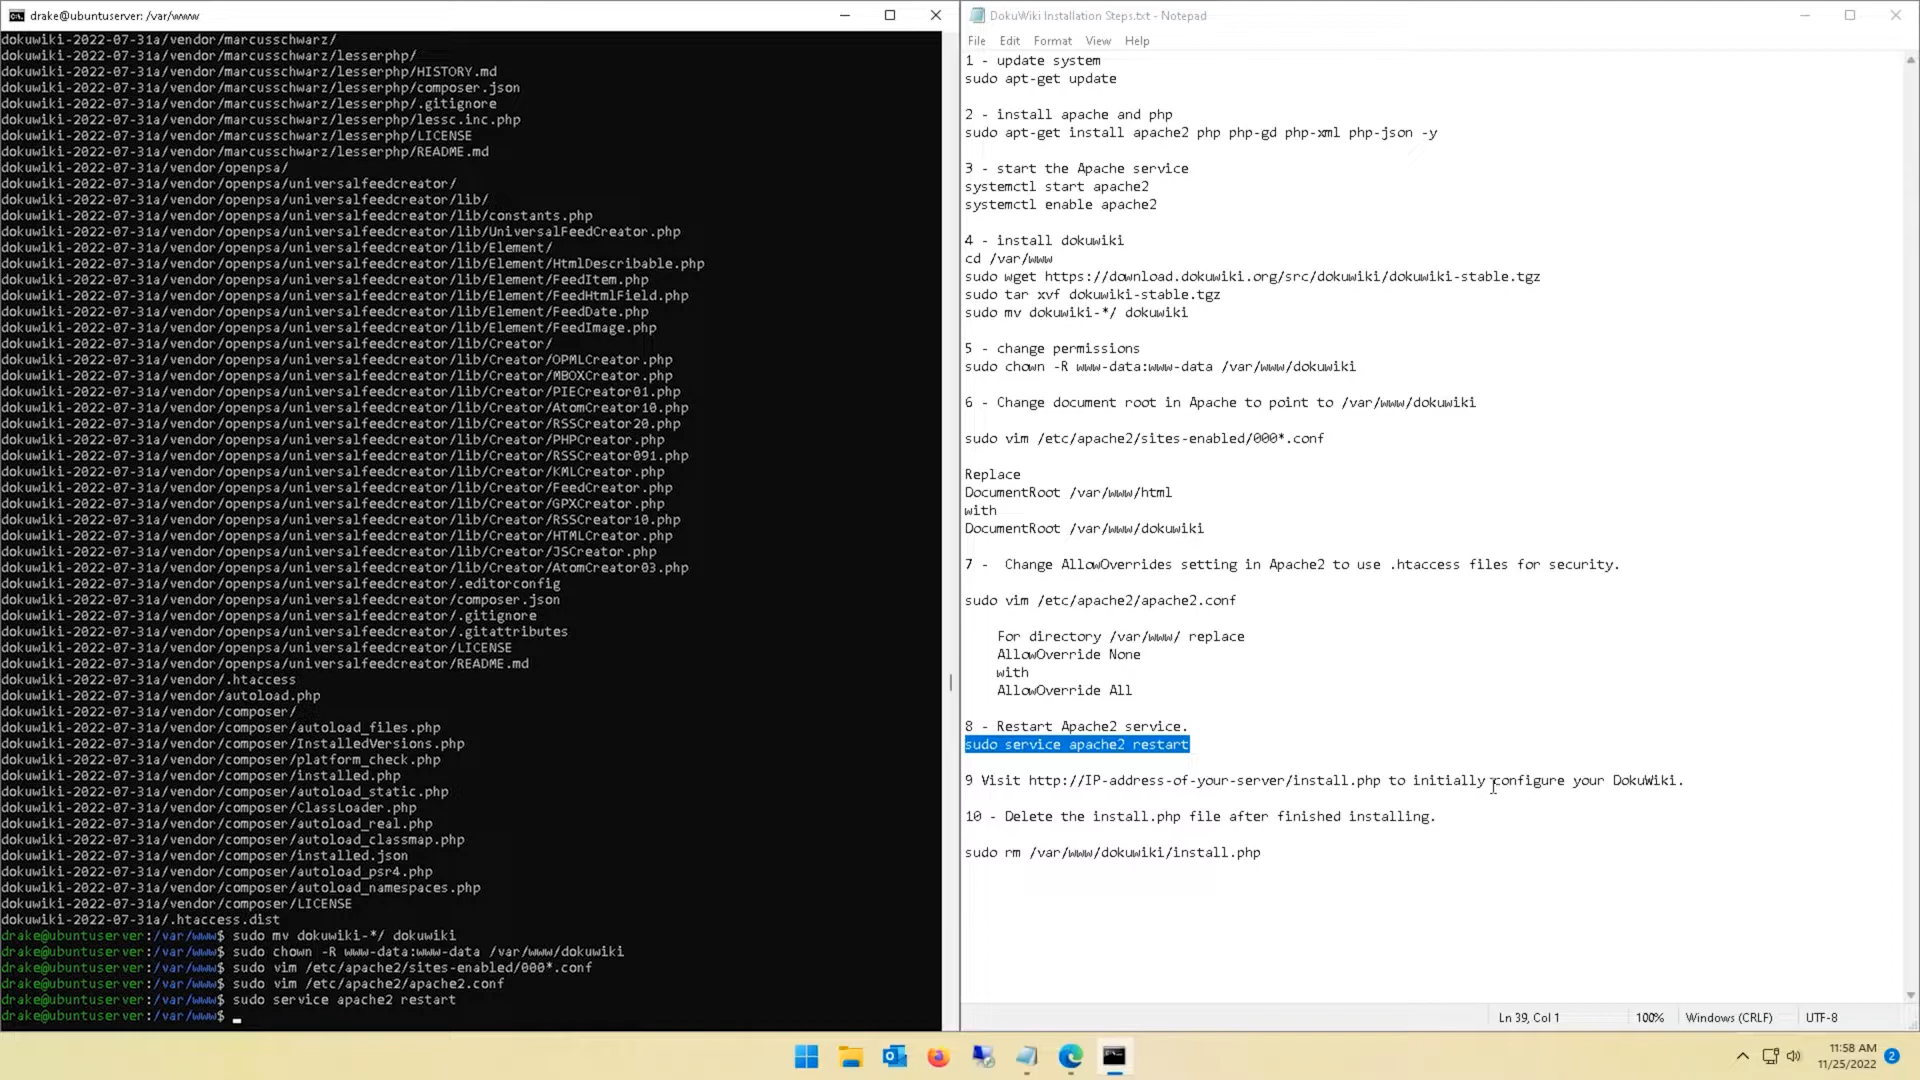 drake@ubuntuserver: /var/www
dokuwiki-2022-07-31a/vendor/marcusschwarz/
dokuwiki-2022-07-31a/vendor/marcusschwarz/lesserphp/
dokuwiki-2022-07-31a/vendor/marcusschwarz/lesserphp/HISTORY.md
dokuwiki-2022-07-31a/vendor/marcusschwarz/lesserphp/composer.json
dokuwiki-2022-07-31a/vendor/marcusschwarz/lesserphp/.gitignore
dokuwiki-2022-07-31a/vendor/marcusschwarz/lesserphp/lessc.inc.php
dokuwiki-2022-07-31a/vendor/marcusschwarz/lesserphp/LICENSE
dokuwiki-2022-07-31a/vendor/marcusschwarz/lesserphp/README.md
dokuwiki-2022-07-31a/vendor/openpsa/
dokuwiki-2022-07-31a/vendor/openpsa/universalfeedcreator/
dokuwiki-2022-07-31a/vendor/openpsa/universalfeedcreator/lib/
dokuwiki-2022-07-31a/vendor/openpsa/universalfeedcreator/lib/constants.php
dokuwiki-2022-07-31a/vendor/openpsa/universalfeedcreator/lib/UniversalFeedCreator.php
dokuwiki-2022-07-31a/vendor/openpsa/universalfeedcreator/lib/Element/
dokuwiki-2022-07-31a/vendor/openpsa/universalfeedcreator/lib/Element/HtmlDescribable.php
dokuwiki-2022-07-31a/vendor/openpsa/universalfeedcreator/lib/Element/FeedItem.php
dokuwiki-2022-07-31a/vendor/openpsa/universalfeedcreator/lib/Element/FeedHtmlField.php
dokuwiki-2022-07-31a/vendor/openpsa/universalfeedcreator/lib/Element/FeedDate.php
dokuwiki-2022-07-31a/vendor/openpsa/universalfeedcreator/lib/Element/FeedImage.php
dokuwiki-2022-07-31a/vendor/openpsa/universalfeedcreator/lib/Creator/
dokuwiki-2022-07-31a/vendor/openpsa/universalfeedcreator/lib/Creator/OPMLCreator.php
dokuwiki-2022-07-31a/vendor/openpsa/universalfeedcreator/lib/Creator/MBOXCreator.php
dokuwiki-2022-07-31a/vendor/openpsa/universalfeedcreator/lib/Creator/PIECreator01.php
dokuwiki-2022-07-31a/vendor/openpsa/universalfeedcreator/lib/Creator/AtomCreator10.php
dokuwiki-2022-07-31a/vendor/openpsa/universalfeedcreator/lib/Creator/RSSCreator20.php
dokuwiki-2022-07-31a/vendor/openpsa/universalfeedcreator/lib/Creator/PHPCreator.php
dokuwiki-2022-07-31a/vendor/openpsa/universalfeedcreator/lib/Creator/RSSCreator091.php
dokuwiki-2022-07-31a/vendor/openpsa/universalfeedcreator/lib/Creator/KMLCreator.php
dokuwiki-2022-07-31a/vendor/openpsa/universalfeedcreator/lib/Creator/FeedCreator.php
dokuwiki-2022-07-31a/vendor/openpsa/universalfeedcreator/lib/Creator/GPXCreator.php
dokuwiki-2022-07-31a/vendor/openpsa/universalfeedcreator/lib/Creator/RSSCreator10.php
dokuwiki-2022-07-31a/vendor/openpsa/universalfeedcreator/lib/Creator/HTMLCreator.php
dokuwiki-2022-07-31a/vendor/openpsa/universalfeedcreator/lib/Creator/JSCreator.php
dokuwiki-2022-07-31a/vendor/openpsa/universalfeedcreator/lib/Creator/AtomCreator03.php
dokuwiki-2022-07-31a/vendor/openpsa/universalfeedcreator/.editorconfig
dokuwiki-2022-07-31a/vendor/openpsa/universalfeedcreator/composer.json
dokuwiki-2022-07-31a/vendor/openpsa/universalfeedcreator/.gitignore
dokuwiki-2022-07-31a/vendor/openpsa/universalfeedcreator/.gitattributes
dokuwiki-2022-07-31a/vendor/openpsa/universalfeedcreator/LICENSE
dokuwiki-2022-07-31a/vendor/openpsa/universalfeedcreator/README.md
dokuwiki-2022-07-31a/vendor/.htaccess
dokuwiki-2022-07-31a/vendor/autoload.php
dokuwiki-2022-07-31a/vendor/composer/
dokuwiki-2022-07-31a/vendor/composer/autoload_files.php
dokuwiki-2022-07-31a/vendor/composer/InstalledVersions.php
dokuwiki-2022-07-31a/vendor/composer/platform_check.php
dokuwiki-2022-07-31a/vendor/composer/installed.php
dokuwiki-2022-07-31a/vendor/composer/autoload_static.php
dokuwiki-2022-07-31a/vendor/composer/ClassLoader.php
dokuwiki-2022-07-31a/vendor/composer/autoload_real.php
dokuwiki-2022-07-31a/vendor/composer/autoload_classmap.php
dokuwiki-2022-07-31a/vendor/composer/installed.json
dokuwiki-2022-07-31a/vendor/composer/autoload_psr4.php
dokuwiki-2022-07-31a/vendor/composer/autoload_namespaces.php
dokuwiki-2022-07-31a/vendor/composer/LICENSE
dokuwiki-2022-07-31a/.htaccess.dist
drake@ubuntuserver:/var/www$ sudo mv dokuwiki-*/ dokuwiki
drake@ubuntuserver:/var/www$ sudo chown -R www-data:www-data /var/www/dokuwiki
drake@ubuntuserver:/var/www$ sudo vim /etc/apache2/sites-enabled/000*.conf
drake@ubuntuserver:/var/www$ sudo vim /etc/apache2/apache2.conf
drake@ubuntuserver:/var/www$ sudo service apache2 restart
drake@ubuntuserver:/var/www$
DokuWiki Installation Steps.txt - Notepad
File Edit Format View Help
1 - update system
sudo apt-get update
2 - install apache and php
sudo apt-get install apache2 php php-gd php-xml php-json -y
3 - start the Apache service
systemctl start apache2
systemctl enable apache2
4 - install dokuwiki
cd /var/www
sudo wget https://download.dokuwiki.org/src/dokuwiki/dokuwiki-stable.tgz
sudo tar xvf dokuwiki-stable.tgz
sudo mv dokuwiki-*/ dokuwiki
5 - change permissions
sudo chown -R www-data:www-data /var/www/dokuwiki
6 - Change document root in Apache to point to /var/www/dokuwiki
sudo vim /etc/apache2/sites-enabled/000*.conf
Replace
DocumentRoot /var/www/html
with
DocumentRoot /var/www/dokuwiki
7 -  Change AllowOverrides setting in Apache2 to use .htaccess files for security.
sudo vim /etc/apache2/apache2.conf
For directory /var/www/ replace
AllowOverride None
with
AllowOverride All
8 - Restart Apache2 service.
sudo service apache2 restart
9 Visit http://IP-address-of-your-server/install.php to initially configure your DokuWiki.
10 - Delete the install.php file after finished installing.
sudo rm /var/www/dokuwiki/install.php
Ln 39, Col 1 100% Windows (CRLF) UTF-8
11:58 AM
11/25/2022
2